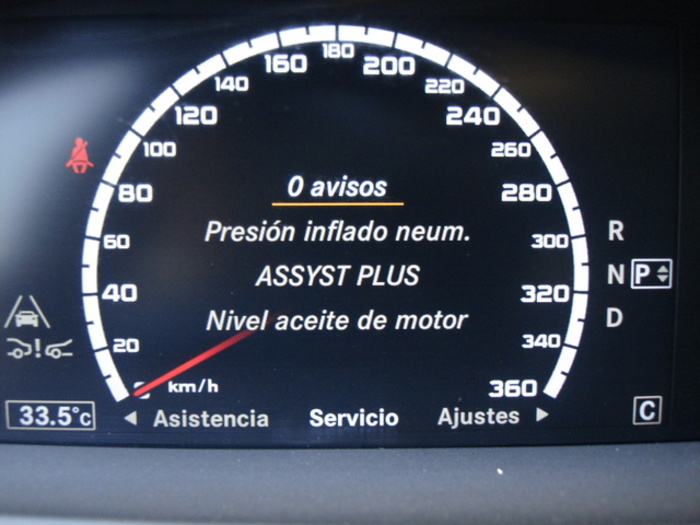 180
160 200
140 220
120 240
100 260
80 280
60 300
40 320
20 340
0 360
km/h
0 avisos
Presión inflado neum.
ASSYST PLUS
Nivel aceite de motor
R
N P
D
33.5°C
Asistencia Servicio Ajustes
C